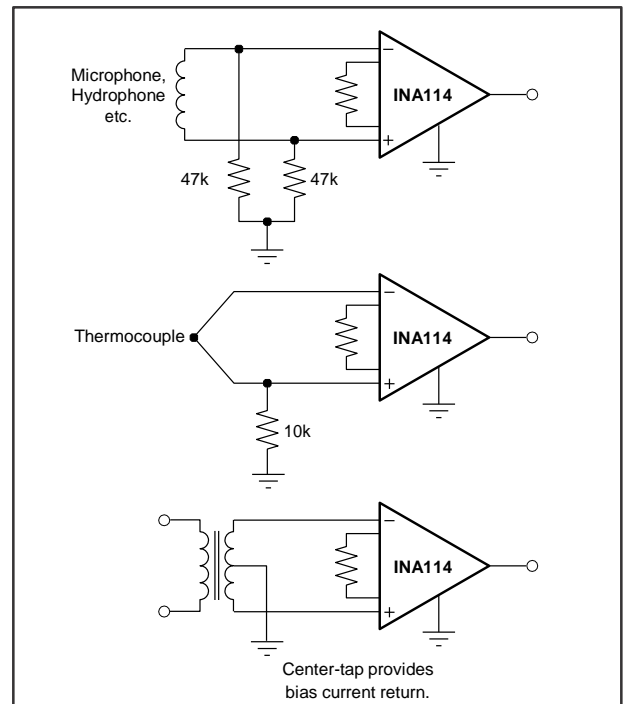 Microphone,
Hydrophone
etc.
−
INA114
+
47k 47k
−
Thermocouple
INA114
+
10k
−
INA114
+
Center-tap provides
bias current return.